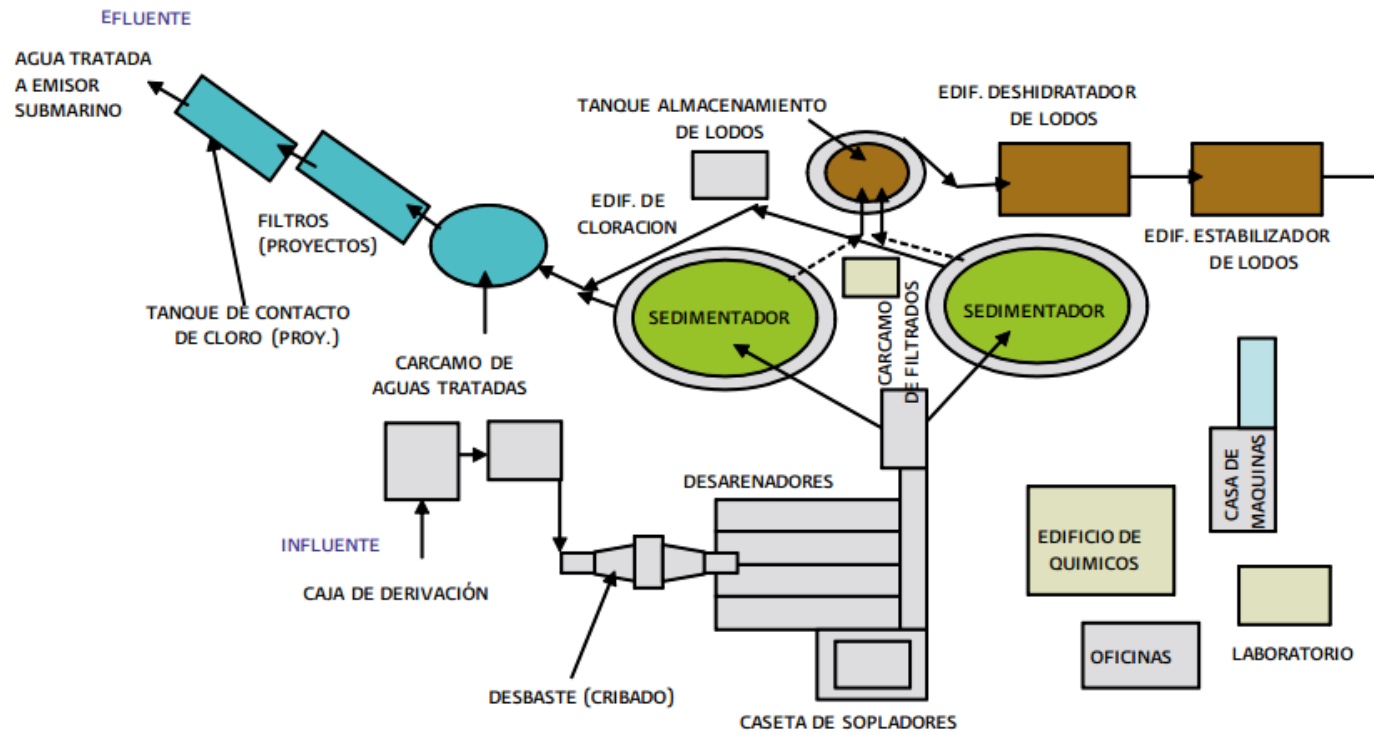 EFLUENTE
AGUA TRATADA
A EMISOR
SUBMARINO
TANQUE ALMACENAMIENTO
DE LODOS
EDIF. DESHIDRATADOR
DE LODOS
EDIF. DE
CLORACION
FILTROS
(PROYECTOS)
EDIF. ESTABILIZADOR
DE LODOS
TANQUE DE CONTACTO
DE CLORO (PROY.)
SEDIMENTADOR
SEDIMENTADOR
CARCAMO
DE FILTRADOS
CARCAMO DE
AGUAS TRATADAS
DESARENADORES
CASA DE
MAQUINAS
INFLUENTE
CAJA DE DERIVACIÓN
EDIFICIO DE
QUIMICOS
OFICINAS
LABORATORIO
DESBASTE (CRIBADO)
CASETA DE SOPLADORES